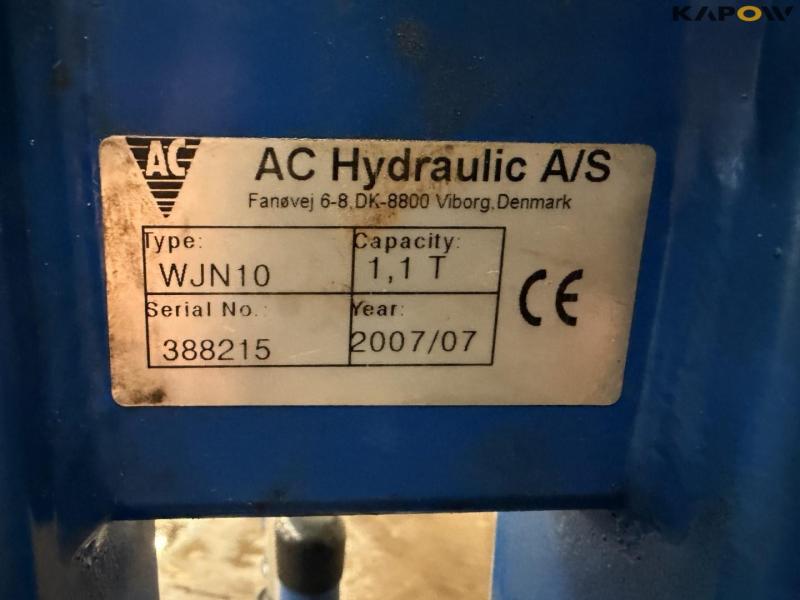 KAPOW
AC
AC Hydraulic A/S
Fanøvej 6-8, DK-8800 Viborg, Denmark
Type: Capacity:
WJN10 1,1 T
Serial No.: Year:
388215 2007/07
CE